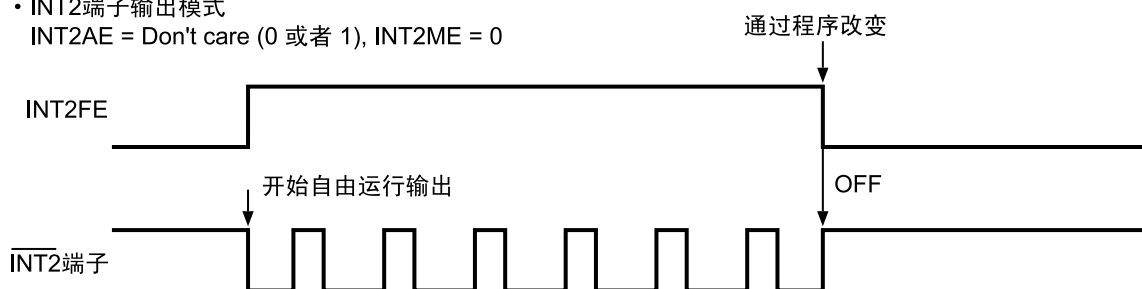 • INT2端子输出模式
INT2AE = Don't care (0 或者 1), INT2ME = 0
通过程序改变
INT2FE
开始自由运行输出
OFF
INT2端子